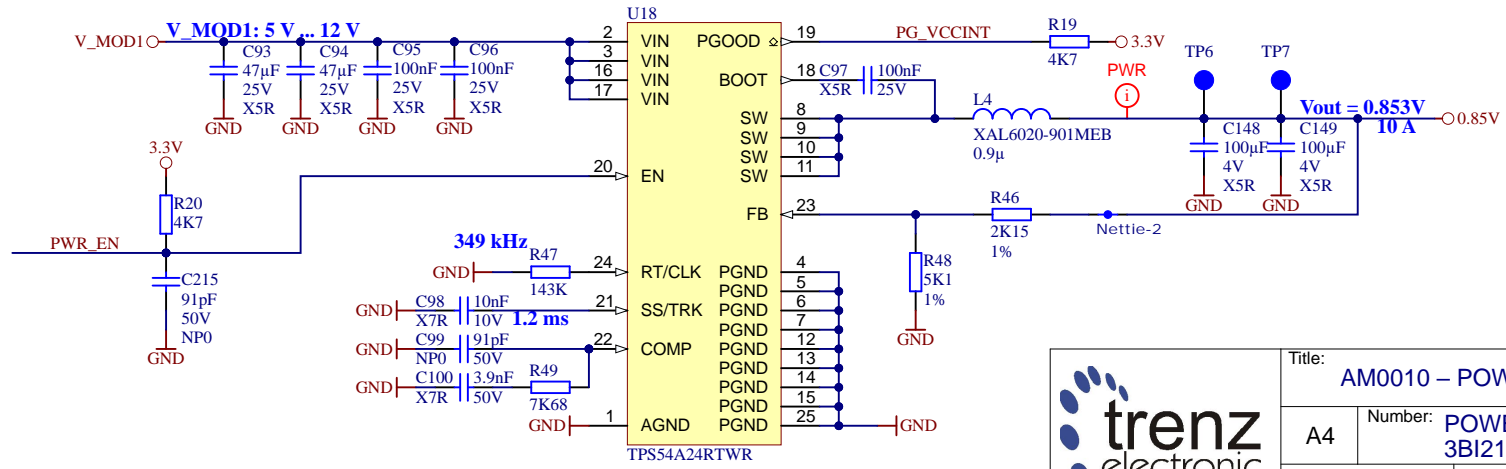 U18
V_MOD1
V_MOD1: 5 V ... 12 V
C93
47µF
25V
X5R
GND
C94
47µF
25V
X5R
GND
C95
100nF
25V
X5R
GND
C96
100nF
25V
X5R
GND
2
3
16
17
VIN
VIN
VIN
VIN
PGOOD
19
PG_VCCINT
R19
4K7
3.3V
BOOT
18
C97
X5R
100nF
25V
SW
SW
SW
SW
8
9
10
11
L4
XAL6020-901MEB
0.9µ
PWR
i
TP6
TP7
Vout = 0.853V
10 A
0.85V
C148
100µF
4V
X5R
GND
C149
100µF
4V
X5R
GND
3.3V
R20
4K7
PWR_EN
C215
91pF
50V
NP0
GND
20
EN
FB
23
R46
2K15
1%
Nettie-2
R48
5K1
1%
GND
349 kHz
GND
R47
143K
24
RT/CLK
GND
C98
X7R
10nF
10V
1.2 ms
21
SS/TRK
GND
C99
NP0
91pF
50V
22
COMP
GND
C100
X7R
3.9nF
50V
R49
7K68
GND
1
AGND
PGND
PGND
PGND
PGND
PGND
PGND
PGND
PGND
PGND
4
5
6
7
12
13
14
15
25
GND
TPS54A24RTWR
trenz
electronic
Title:
AM0010 – POW
A4
Number:
POWE
3BI21